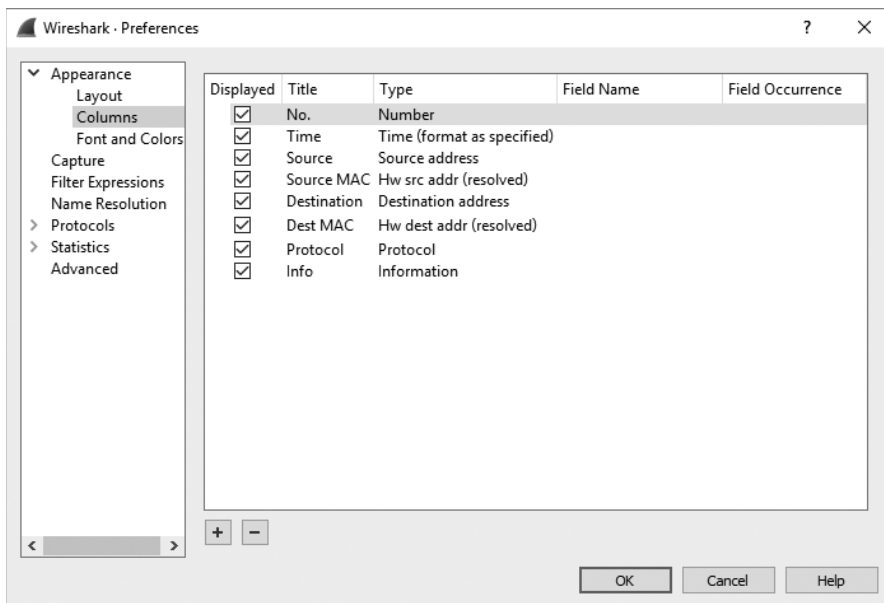 Wireshark · Preferences
? X
Appearance
Layout
Columns
Font and Colors
Capture
Filter Expressions
Name Resolution
Protocols
Statistics
Advanced
Displayed Title Type Field Name Field Occurrence
No. Number
Time Time (format as specified)
Source Source address
Source MAC Hw src addr (resolved)
Destination Destination address
Dest MAC Hw dest addr (resolved)
Protocol Protocol
Info Information
+ −
OK Cancel Help